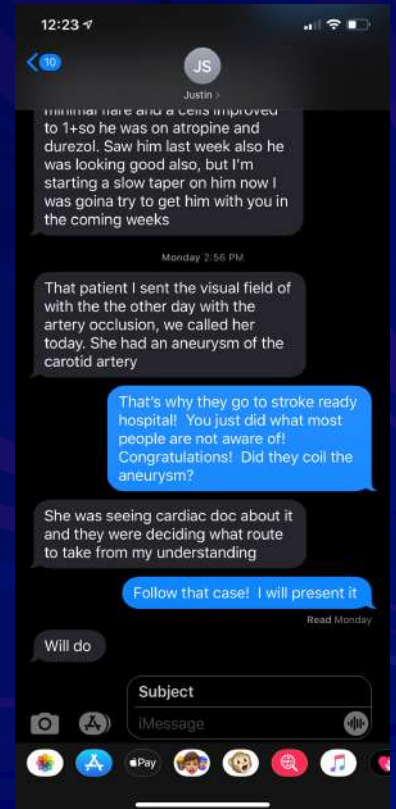 12:23
10
JS
Justin >
minimal flare and a cells improved
to 1+so he was on atropine and
durezol. Saw him last week also he
was looking good also, but I'm
starting a slow taper on him now I
was goina try to get him with you in
the coming weeks
Monday 2:56 PM
That patient I sent the visual field of
with the the other day with the
artery occlusion, we called her
today. She had an aneurysm of the
carotid artery
That's why they go to stroke ready
hospital! You just did what most
people are not aware of!
Congratulations! Did they coil the
aneurysm?
She was seeing cardiac doc about it
and they were deciding what route
to take from my understanding
Follow that case! I will present it
Read Monday
Will do
Subject
iMessage
Pay